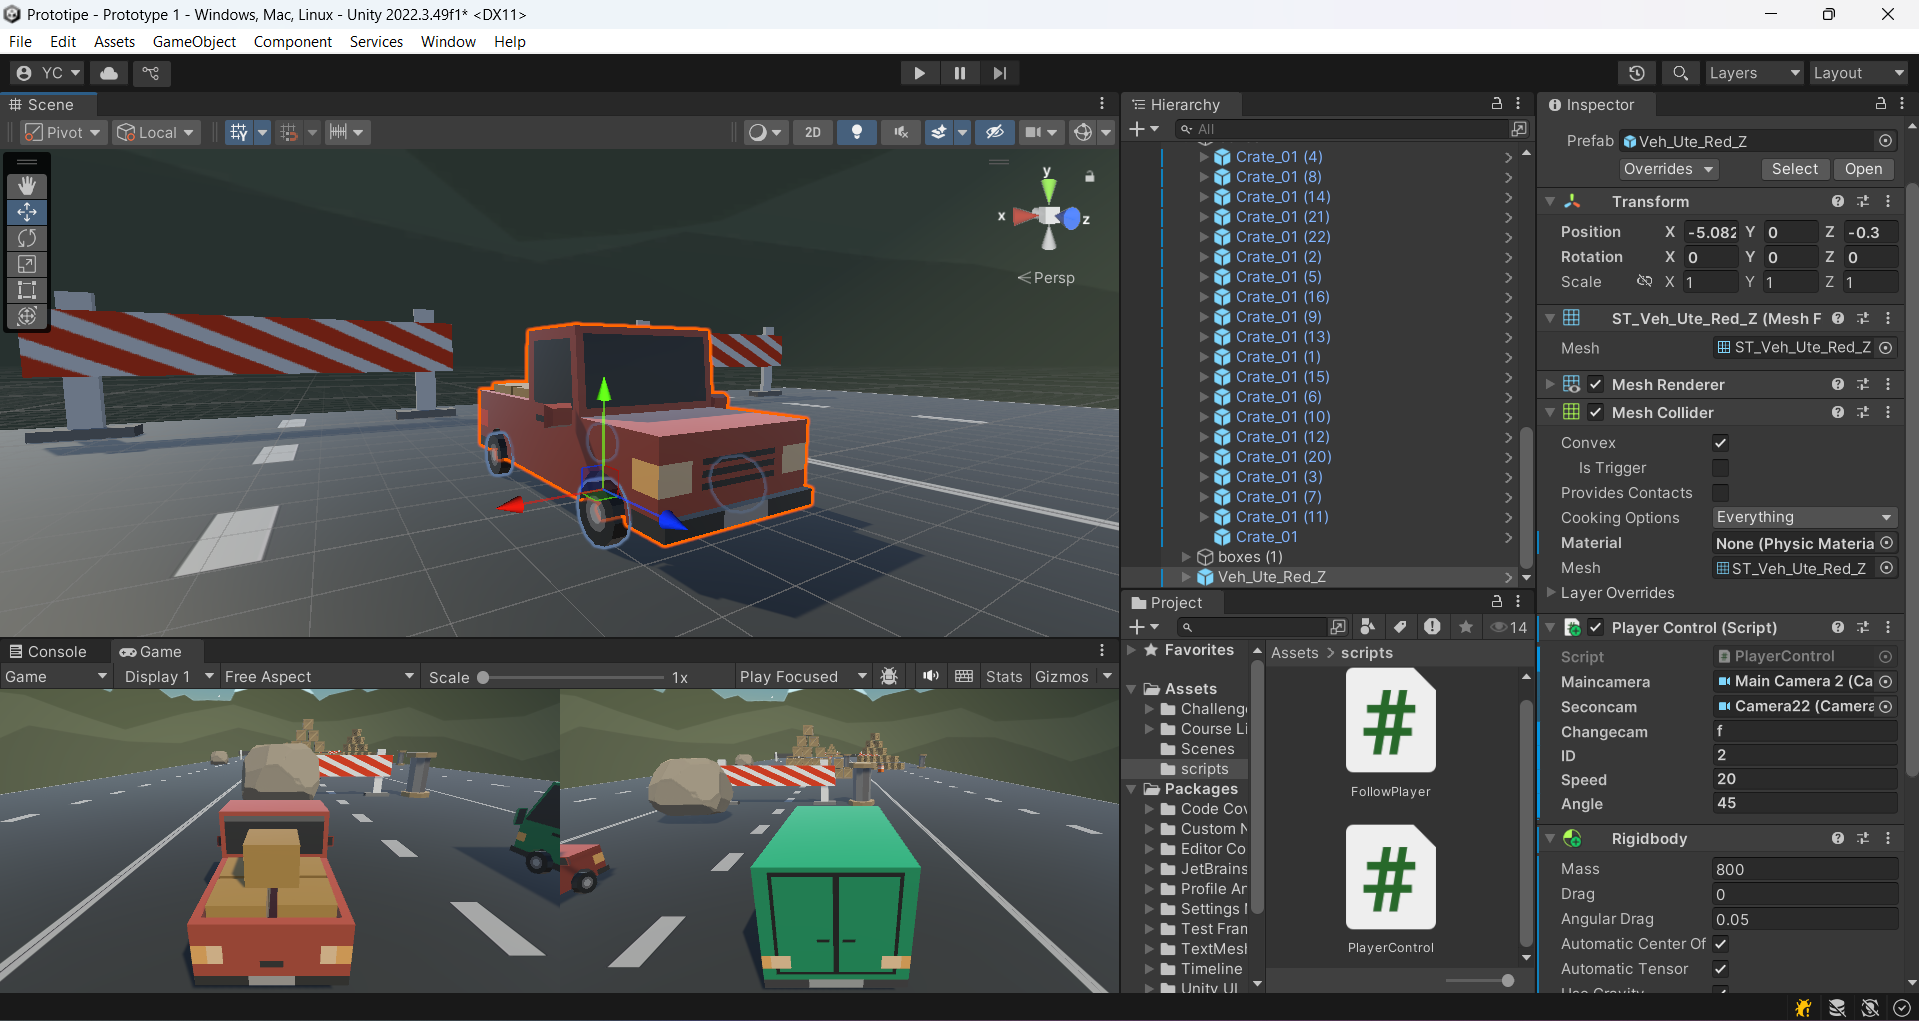 Prototipe - Prototype 1 - Windows, Mac, Linux - Unity 2022.3.49f1* <DX11>
File Edit Assets GameObject Component Services Window Help
YC
Layers
Layout
Scene
Pivot
Local
2D
y
x
z
Persp
Console
Game
Game
Display 1
Free Aspect
Scale
1x
Play Focused
Stats
Gizmos
Hierarchy
All
Crate_01 (4)
Crate_01 (8)
Crate_01 (14)
Crate_01 (21)
Crate_01 (22)
Crate_01 (2)
Crate_01 (5)
Crate_01 (16)
Crate_01 (9)
Crate_01 (13)
Crate_01 (1)
Crate_01 (15)
Crate_01 (6)
Crate_01 (10)
Crate_01 (12)
Crate_01 (20)
Crate_01 (3)
Crate_01 (7)
Crate_01 (11)
Crate_01
boxes (1)
Veh_Ute_Red_Z
Project
14
Favorites
Assets
Challeng
Course Li
Scenes
scripts
Packages
Code Cov
Custom N
Editor Co
JetBrains
Profile Ar
Settings
Test Fran
TextMes
Timeline
Unity UI
Assets > scripts
FollowPlayer
PlayerControl
Inspector
Prefab Veh_Ute_Red_Z
Overrides Select Open
Transform
Position X -5.082 Y 0 Z -0.3
Rotation X 0 Y 0 Z 0
Scale X 1 Y 1 Z 1
ST_Veh_Ute_Red_Z (Mesh F
Mesh ST_Veh_Ute_Red_Z
Mesh Renderer
Mesh Collider
Convex
Is Trigger
Provides Contacts
Cooking Options Everything
Material None (Physic Materia
Mesh ST_Veh_Ute_Red_Z
Layer Overrides
Player Control (Script)
Script PlayerControl
Maincamera Main Camera 2 (Ca
Seconcam Camera22 (Camera
Changecam f
ID 2
Speed 20
Angle 45
Rigidbody
Mass 800
Drag 0
Angular Drag 0.05
Automatic Center Of
Automatic Tensor
Use Gravity